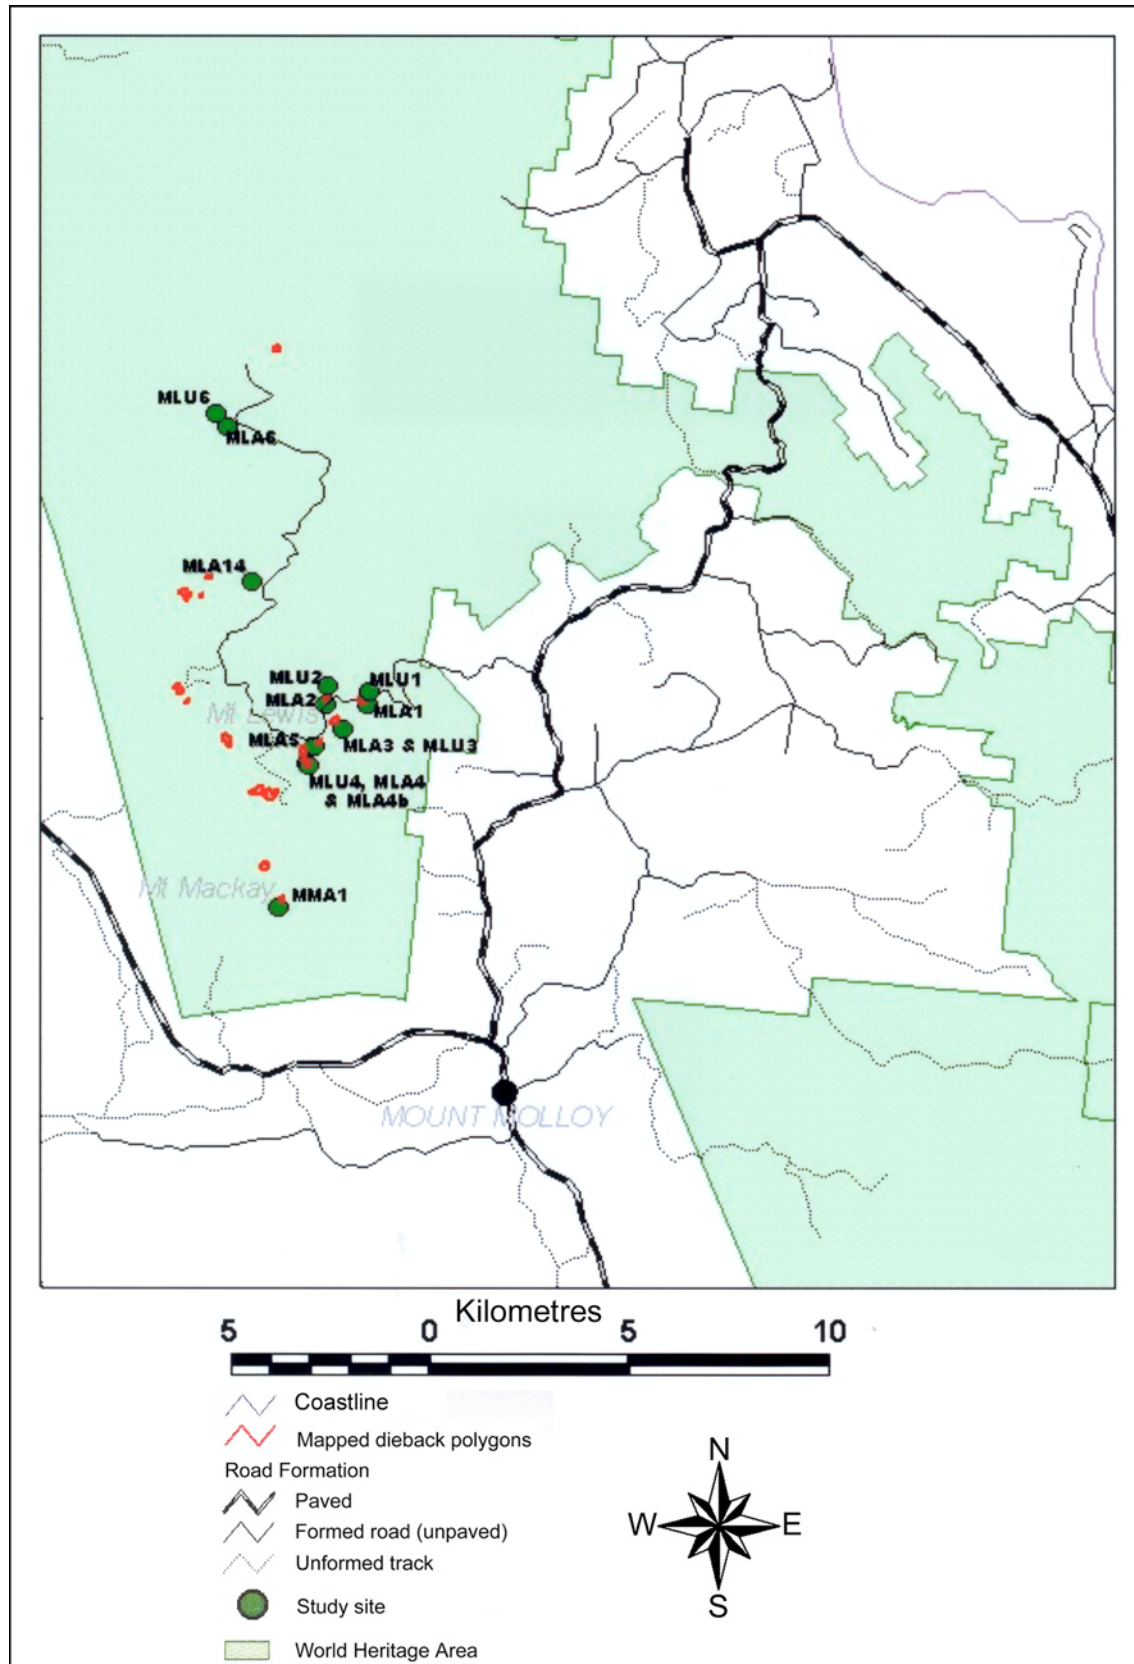 MLU6
MLA6
MLA14
MLU2
MLU1
MLA2
MLA1
Mt Lewis
MLA5
MLA3 & MLU3
MLU4, MLA4
& MLA4b
Mt Mackay
MMA1
MOUNT MOLLOY
Kilometres
5 0 5 10
Coastline
Mapped dieback polygons
Road Formation
Paved
Formed road (unpaved)
Unformed track
Study site
World Heritage Area
N
W E
S